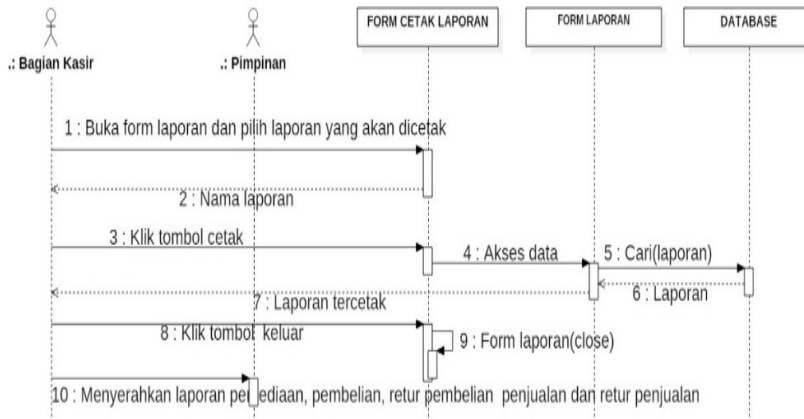 FORM CETAK LAPORAN
FORM LAPORAN
DATABASE
.: Bagian Kasir
.: Pimpinan
1 : Buka form laporan dan pilih laporan yang akan dicetak
2 : Nama laporan
3 : Klik tombol cetak
4 : Akses data
5 : Cari(laporan)
6 : Laporan
7 : Laporan tercetak
8 : Klik tombol keluar
9 : Form laporan(close)
10 : Menyerahkan laporan persediaan, pembelian, retur pembelian penjualan dan retur penjualan